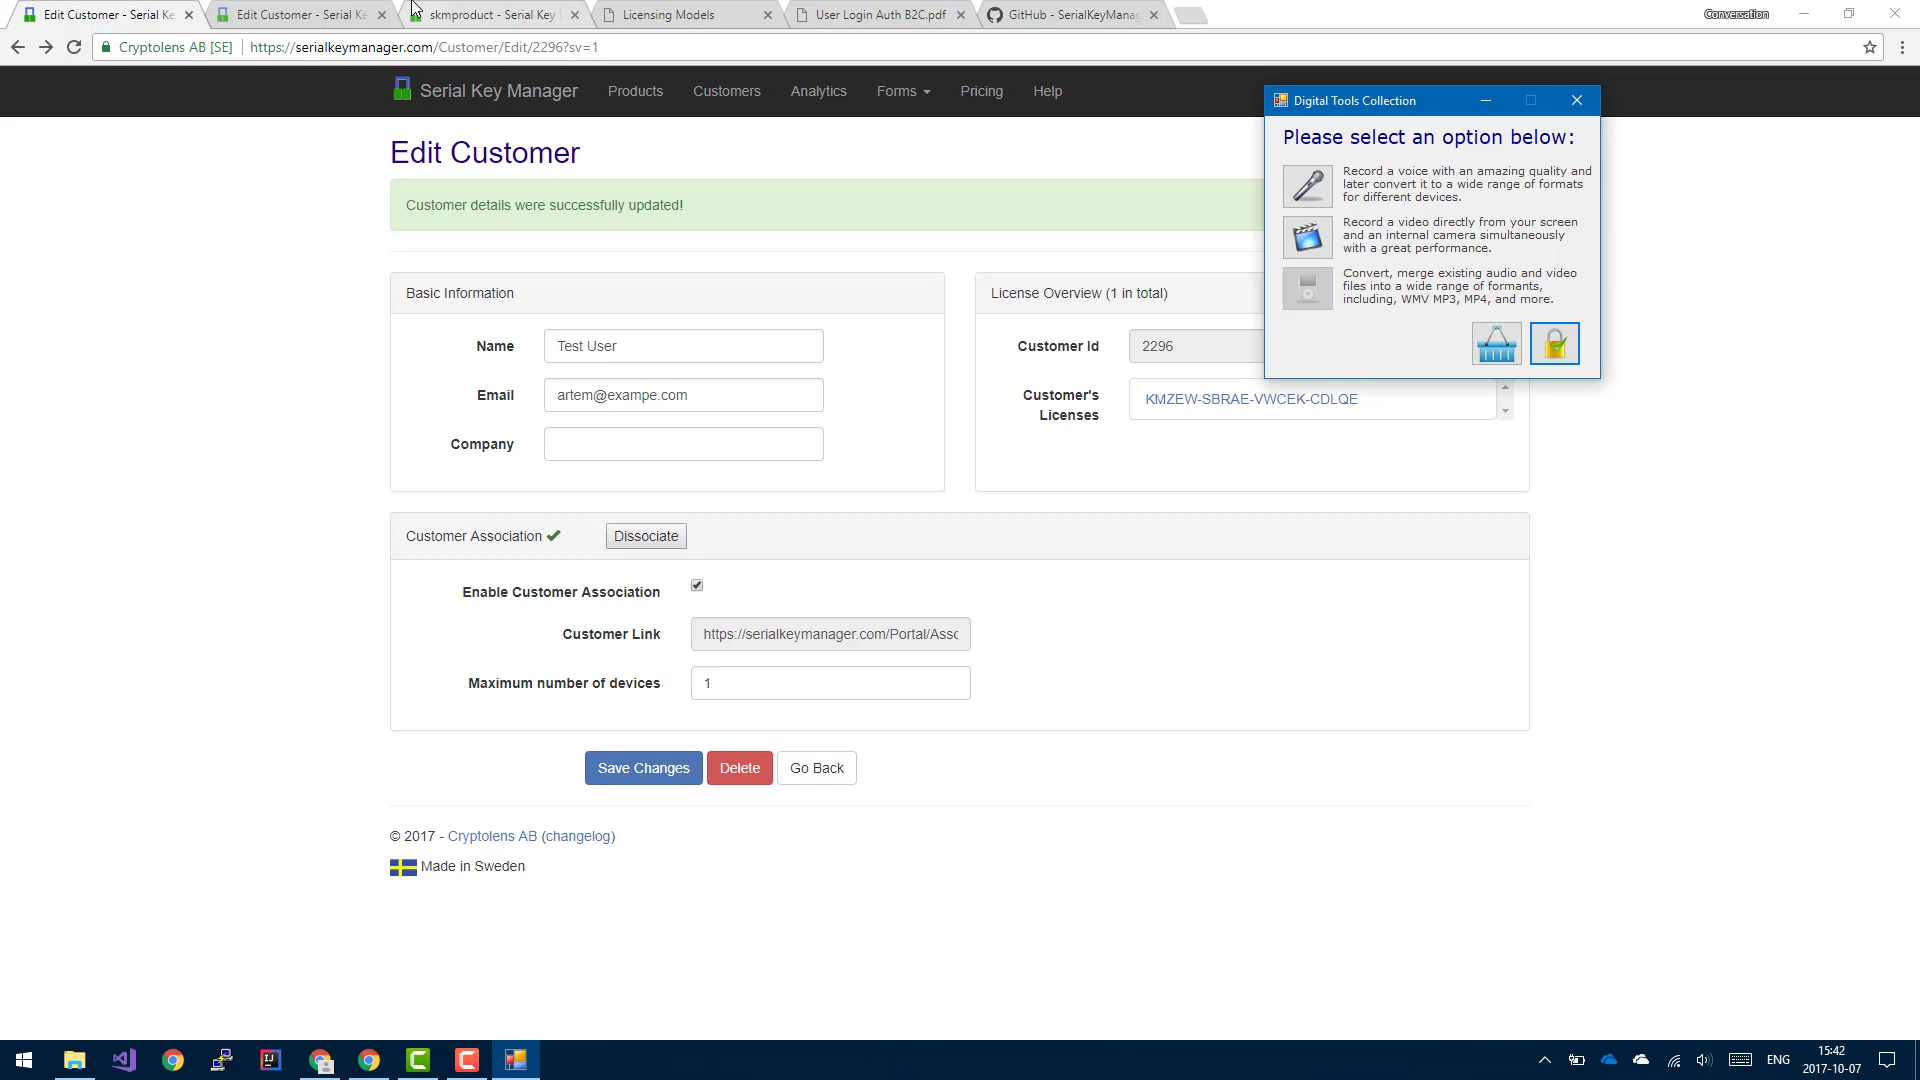 Edit Customer - Serial Ke
Edit Customer - Serial Ke
skmproduct - Serial Key
Licensing Models
User Login Auth B2C.pdf
GitHub - SerialKeyManag
Conversation
Cryptolens AB [SE]
https://serialkeymanager.com/Customer/Edit/2296?sv=1
Serial Key Manager
Products
Customers
Analytics
Forms
Pricing
Help
Digital Tools Collection
Please select an option below:
Record a voice with an amazing quality and
later convert it to a wide range of formats
for different devices.
Record a video directly from your screen
and an internal camera simultaneously
with a great performance.
Convert, merge existing audio and video
files into a wide range of formants,
including, WMV MP3, MP4, and more.
Edit Customer
Customer details were successfully updated!
Basic Information
Name
Test User
Email
artem@exampe.com
Company
License Overview (1 in total)
Customer Id
2296
Customer's
Licenses
KMZEW-SBRAE-VWCEK-CDLQE
Customer Association
Dissociate
Enable Customer Association
Customer Link
https://serialkeymanager.com/Portal/Assc
Maximum number of devices
1
Save Changes
Delete
Go Back
© 2017 - Cryptolens AB (changelog)
Made in Sweden
ENG
15:42
2017-10-07